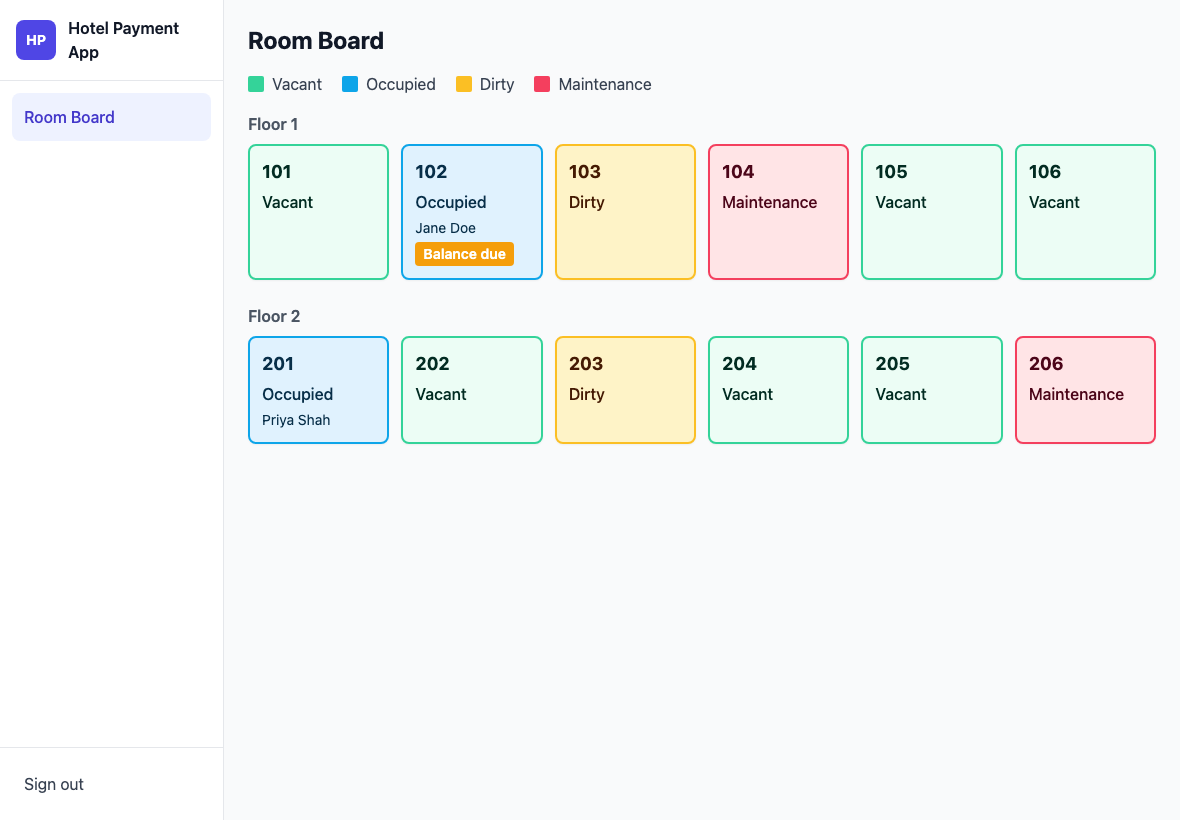 HP
Hotel Payment
App
Room Board
Sign out
Room Board
Vacant
Occupied
Dirty
Maintenance
Floor 1
101
Vacant
102
Occupied
Jane Doe
Balance due
103
Dirty
104
Maintenance
105
Vacant
106
Vacant
Floor 2
201
Occupied
Priya Shah
202
Vacant
203
Dirty
204
Vacant
205
Vacant
206
Maintenance